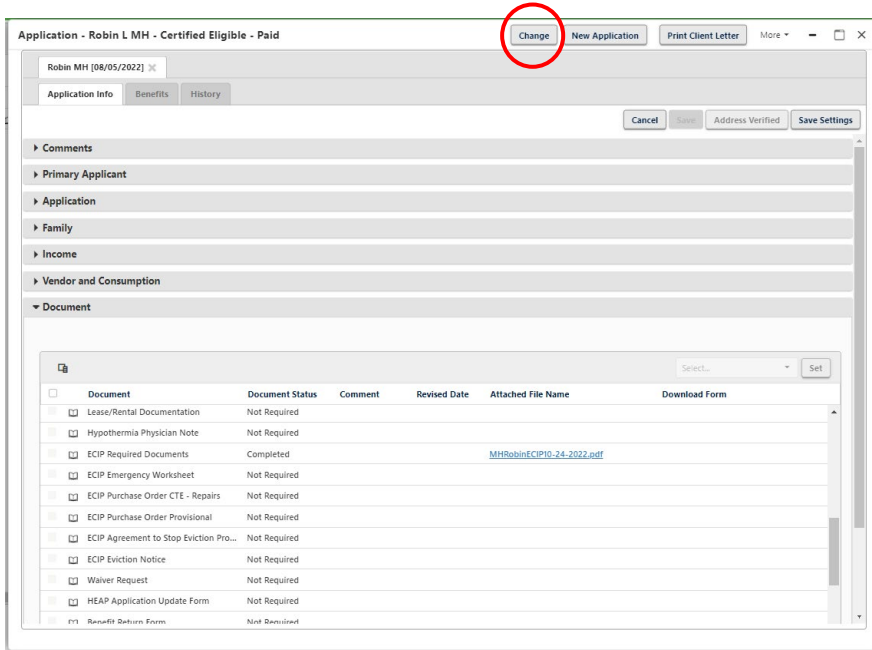 Application - Robin L MH - Certified Eligible - Paid Change New Application Print Client Letter More
Robin MH [08/05/2022]
Application Info Benefits History
Cancel Save Address Verified Save Settings
Comments
Primary Applicant
Application
Family
Income
Vendor and Consumption
Document
Select... Set
Document Document Status Comment Revised Date Attached File Name Download Form
Lease/Rental Documentation Not Required
Hypothermia Physician Note Not Required
ECIP Required Documents Completed MHRobinECIP10-24-2022.pdf
ECIP Emergency Worksheet Not Required
ECIP Purchase Order CTE - Repairs Not Required
ECIP Purchase Order Provisional Not Required
ECIP Agreement to Stop Eviction Pro... Not Required
ECIP Eviction Notice Not Required
Waiver Request Not Required
HEAP Application Update Form Not Required
Benefit Return Form Not Required